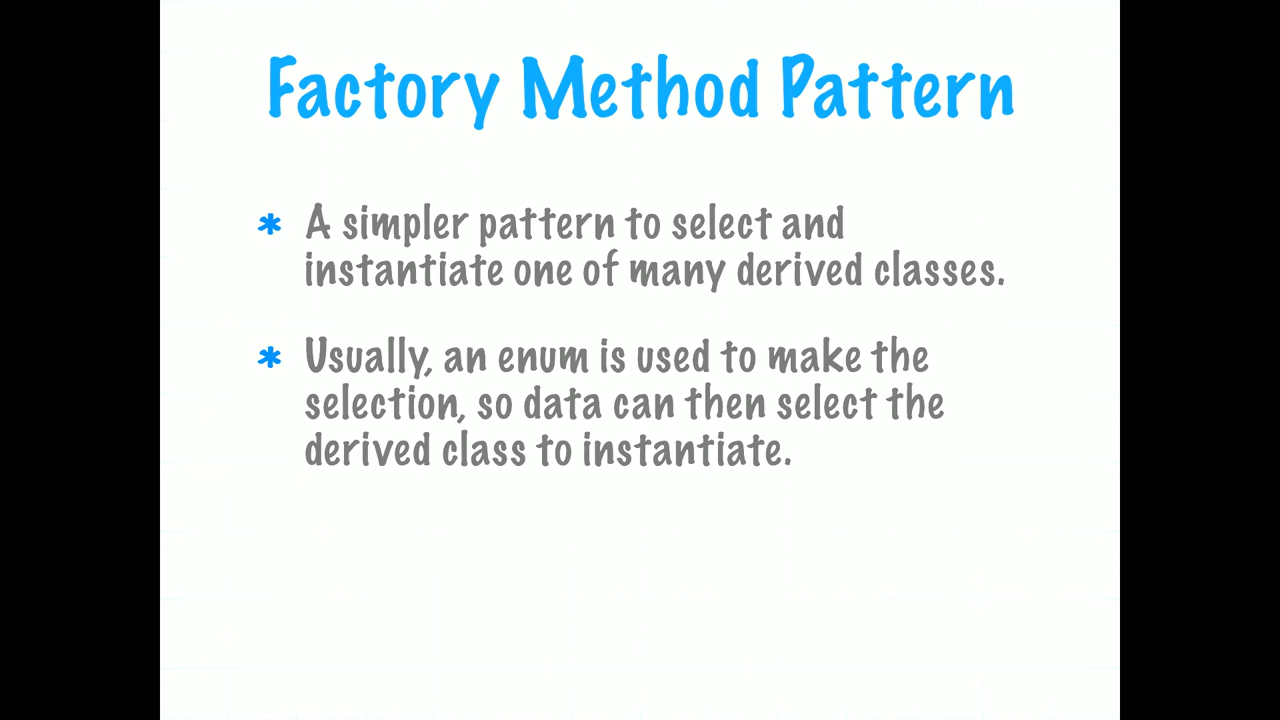 Factory Method Pattern
* A simpler pattern to select and
instantiate one of many derived classes.
* Usually, an enum is used to make the
selection, so data can then select the
derived class to instantiate.